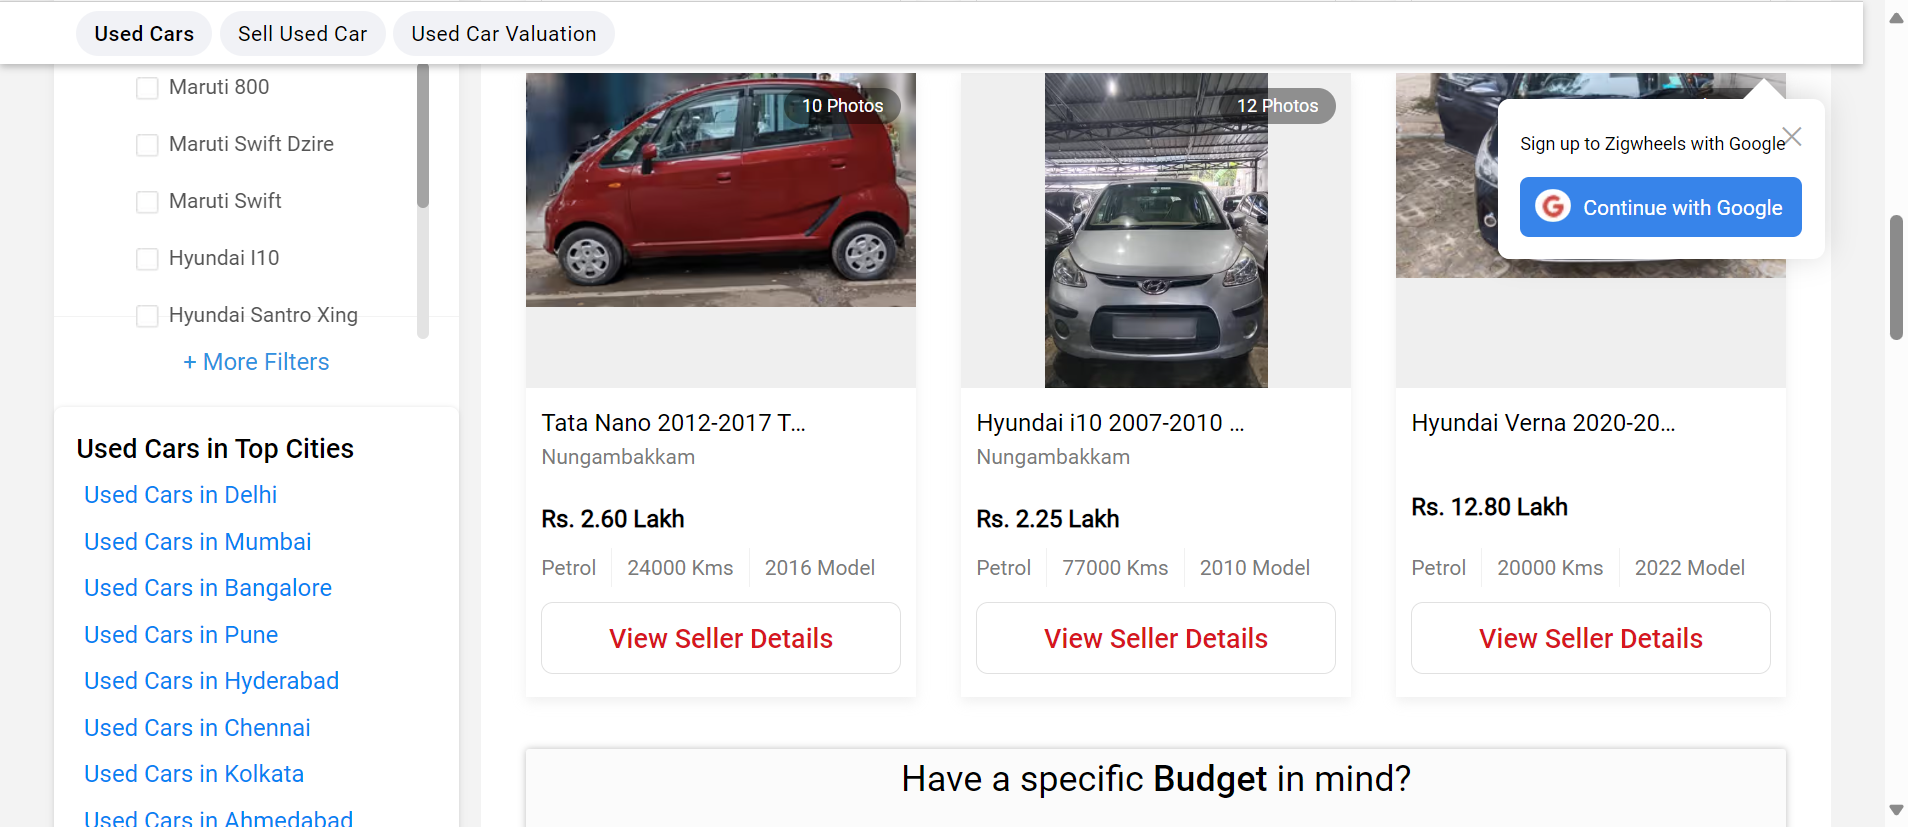 Used Cars
Sell Used Car
Used Car Valuation
Maruti 800
Maruti Swift Dzire
Maruti Swift
Hyundai I10
Hyundai Santro Xing
+ More Filters
Used Cars in Top Cities
Used Cars in Delhi
Used Cars in Mumbai
Used Cars in Bangalore
Used Cars in Pune
Used Cars in Hyderabad
Used Cars in Chennai
Used Cars in Kolkata
Used Cars in Ahmedabad
10 Photos
Tata Nano 2012-2017 T...
Nungambakkam
Rs. 2.60 Lakh
Petrol
24000 Kms
2016 Model
View Seller Details
12 Photos
Hyundai i10 2007-2010 ...
Nungambakkam
Rs. 2.25 Lakh
Petrol
77000 Kms
2010 Model
View Seller Details
Sign up to Zigwheels with Google
Continue with Google
Hyundai Verna 2020-20...
Rs. 12.80 Lakh
Petrol
20000 Kms
2022 Model
View Seller Details
Have a specific Budget in mind?